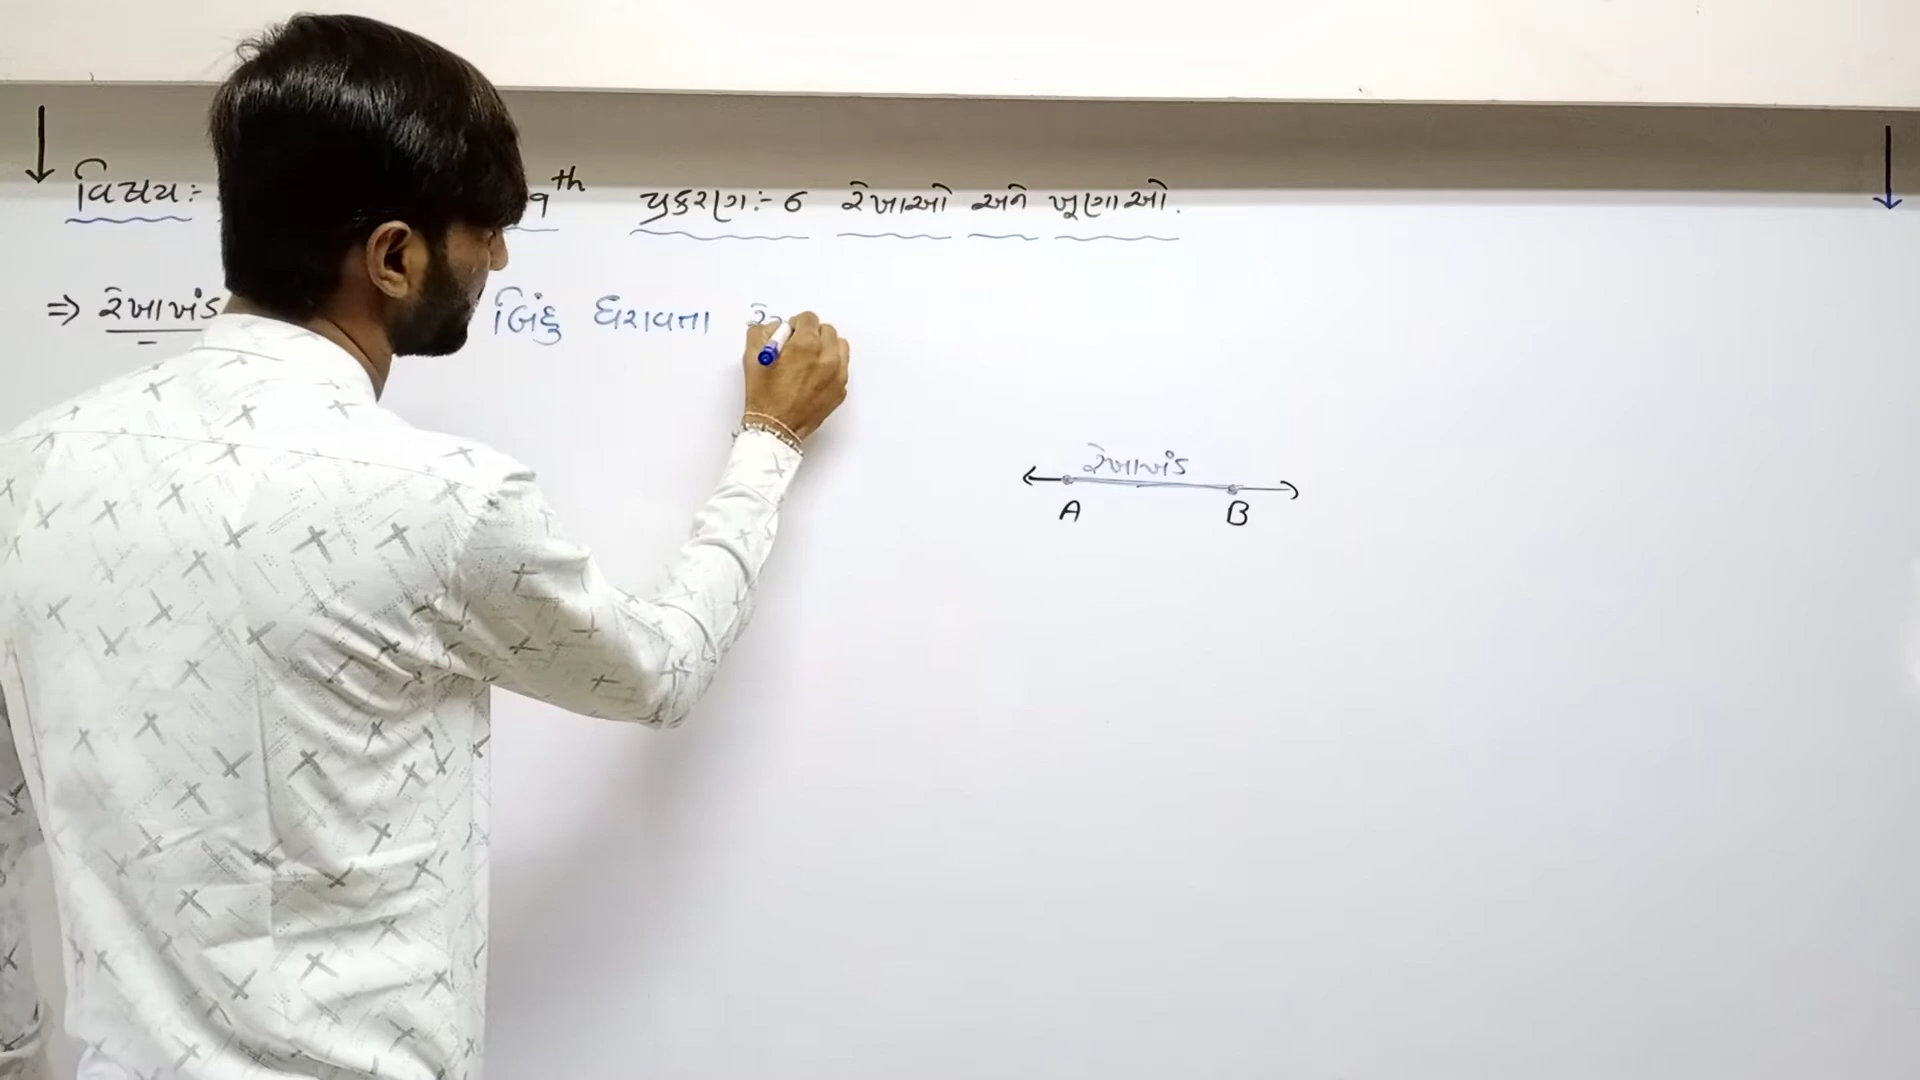 વિષય:- 9th પ્રકરણ:- 6 રેખાઓ અને ખૂણાઓ.
⇒ રેખાખંડ બિંદુ ધરાવતા
રેખાખંડ
A B